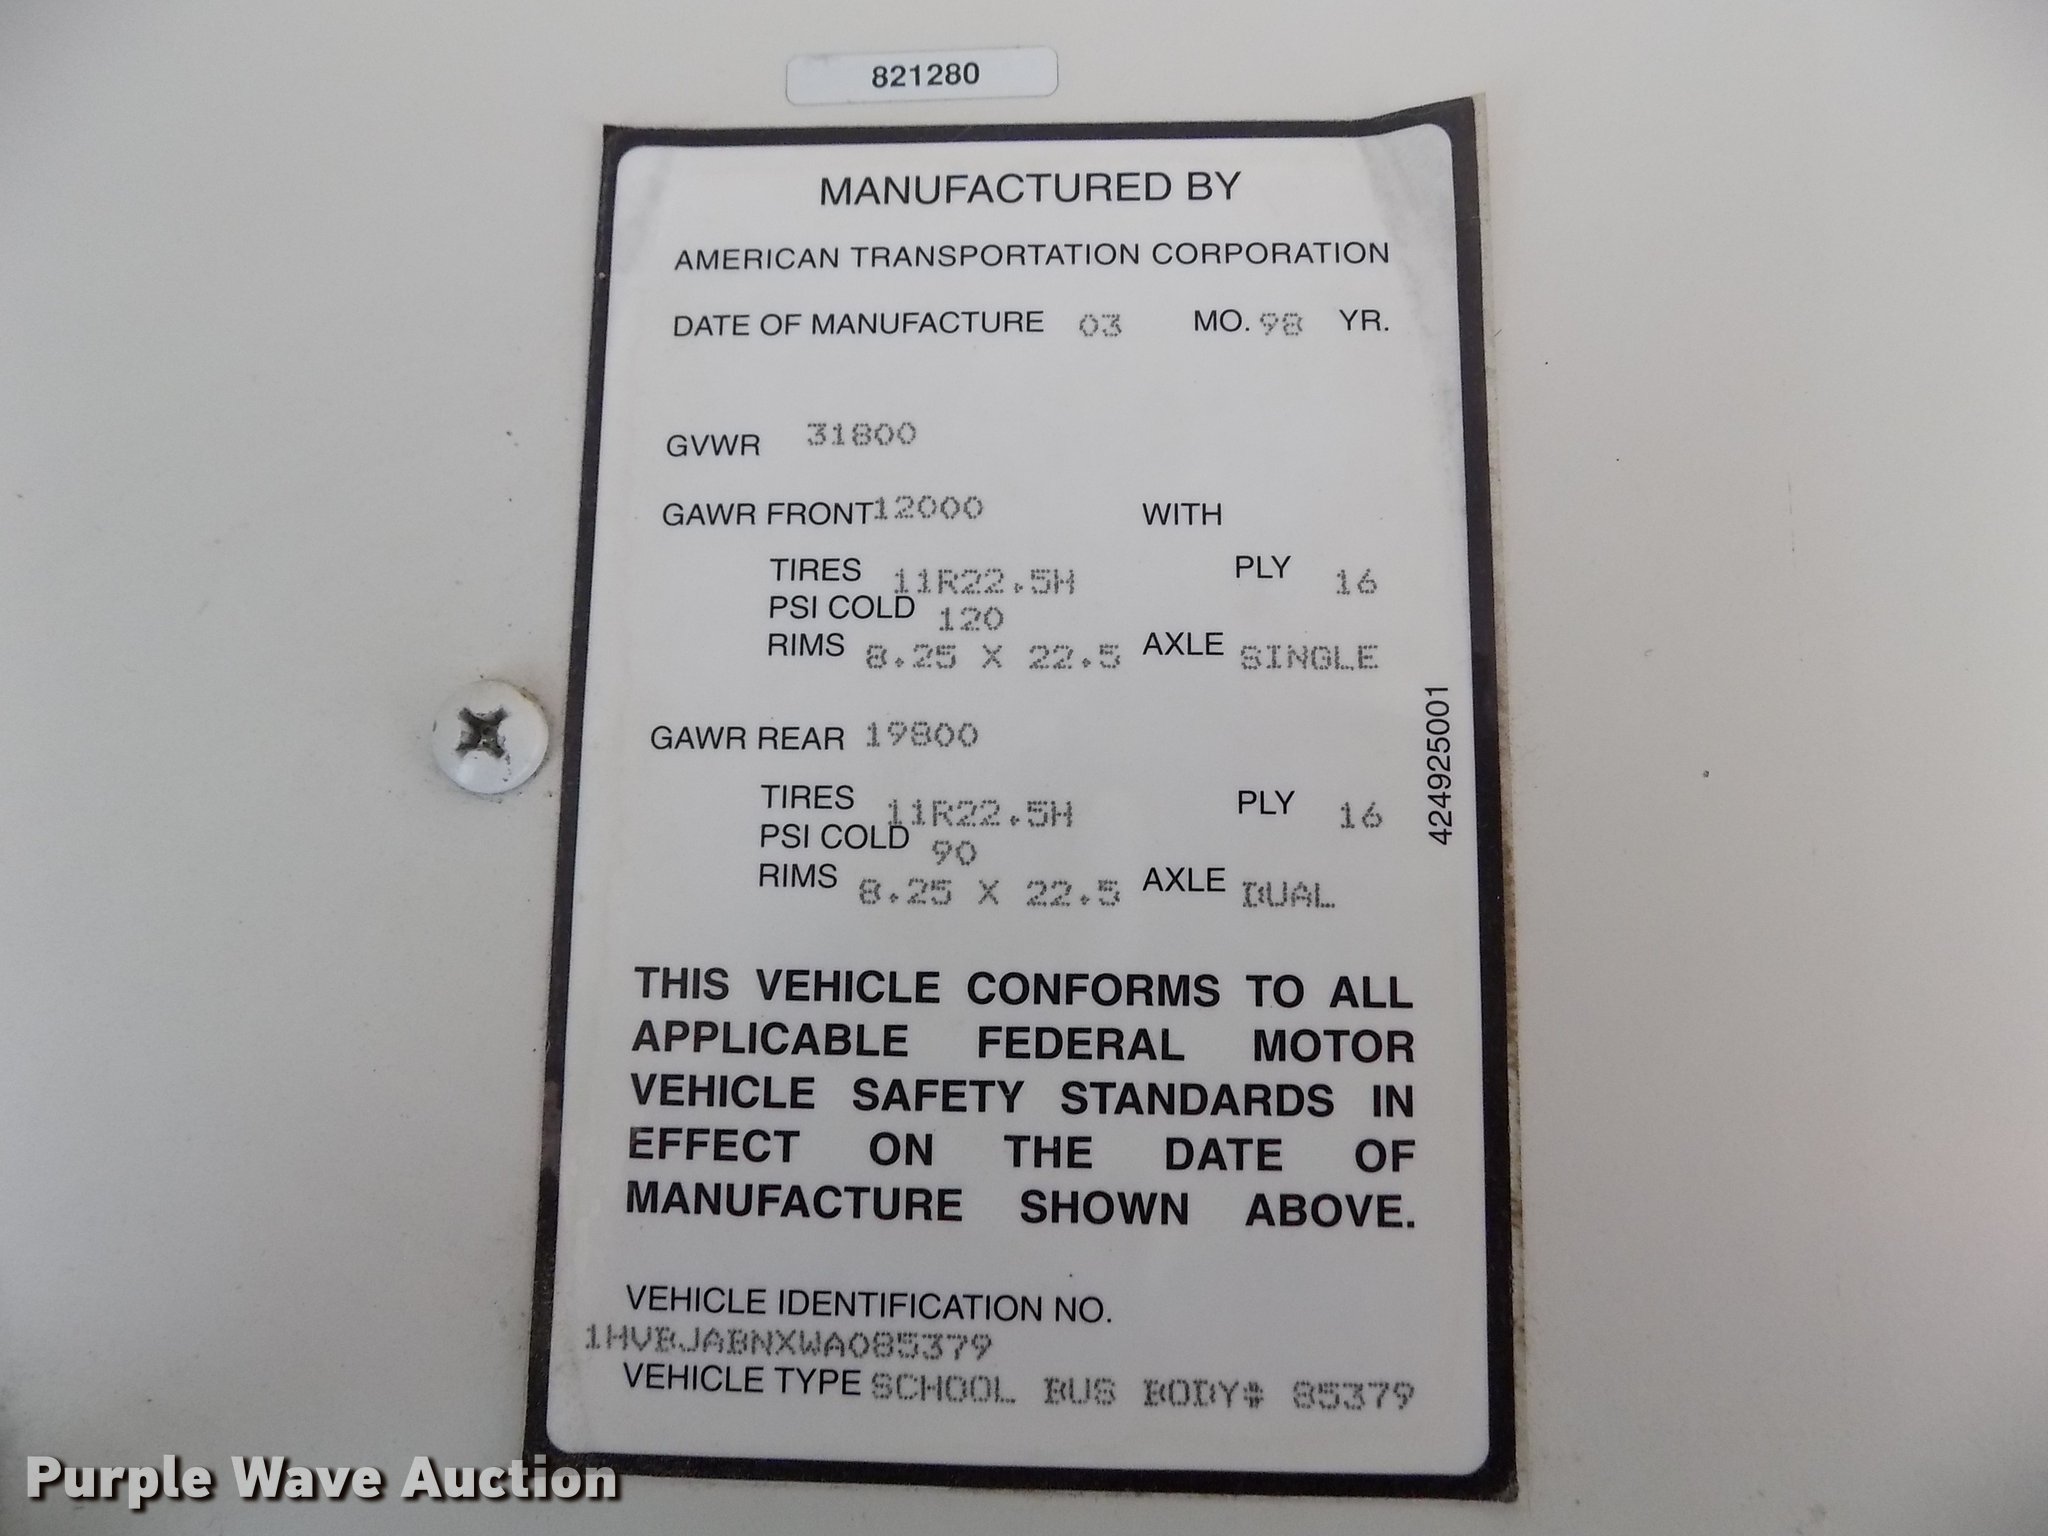 821280
MANUFACTURED BY
AMERICAN TRANSPORTATION CORPORATION
DATE OF MANUFACTURE 03 MO. 98 YR.
GVWR 31800
GAWR FRONT 12000 WITH
TIRES 11R22.5H PLY 16
PSI COLD 120
RIMS 8.25 X 22.5 AXLE SINGLE
GAWR REAR 19800
TIRES 11R22.5H PLY 16
PSI COLD 90
RIMS 8.25 X 22.5 AXLE DUAL
424925001
THIS VEHICLE CONFORMS TO ALL
APPLICABLE FEDERAL MOTOR
VEHICLE SAFETY STANDARDS IN
EFFECT ON THE DATE OF
MANUFACTURE SHOWN ABOVE.
VEHICLE IDENTIFICATION NO.
1HVBJABNXWA085379
VEHICLE TYPE SCHOOL BUS BODY# 85379
Purple Wave Auction